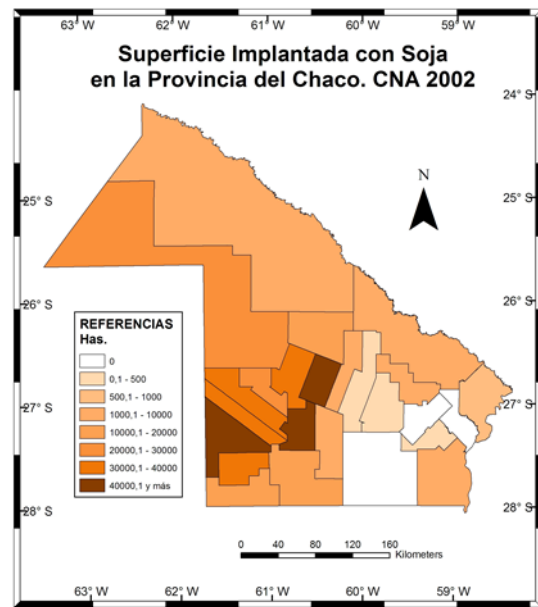 63° W 62° W 61° W 60° W 59° W
Superficie Implantada con Soja
en la Provincia del Chaco. CNA 2002
24° S
N
25° S 25° S
26° S 26° S
REFERENCIAS
Has.
0
0,1 - 500
500,1 - 1000
1000,1 - 10000
10000,1 - 20000
20000,1 - 30000
30000,1 - 40000
40000,1 y más
27° S 27° S
28° S 28° S
0 40 80 120 160
Kilometers
63° W 62° W 61° W 60° W 59° W